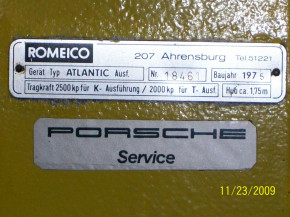 ROMEICO 207 Ahrensburg Tel 51221
Gerät Typ ATLANTIC Ausf. Nr. 18461 Baujahr 1975
Tragkraft 2500 kp für K- Ausführung / 2000 kp für T- Ausf. Hub ca. 1,75m
PORSCHE
Service
11/23/2009